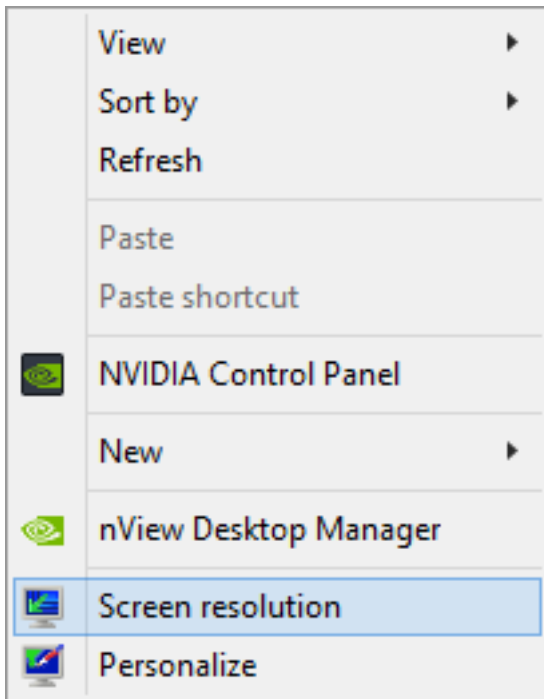 View
Sort by
Refresh
Paste
Paste shortcut
NVIDIA Control Panel
New
nView Desktop Manager
Screen resolution
Personalize